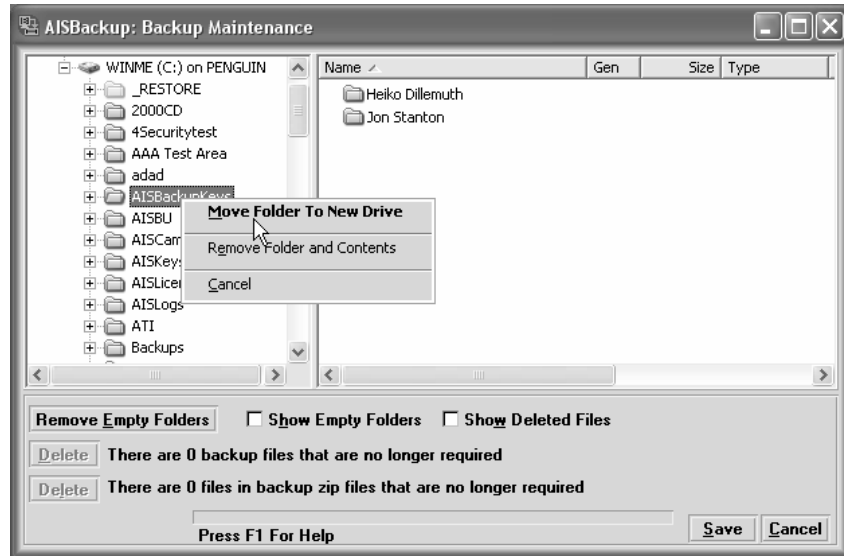 AISBackup: Backup Maintenance
WINME (C:) on PENGUIN
_RESTORE
2000CD
4Securitytest
AAA Test Area
adad
AISBackupKeys
AISBU
AISCam
AISKey
AISLice
AISLogs
ATI
Backups
Name Gen Size Type
Heiko Dillemuth
Jon Stanton
Move Folder To New Drive
Remove Folder and Contents
Cancel
Remove Empty Folders Show Empty Folders Show Deleted Files
Delete There are 0 backup files that are no longer required
Delete There are 0 files in backup zip files that are no longer required
Press F1 For Help
Save Cancel